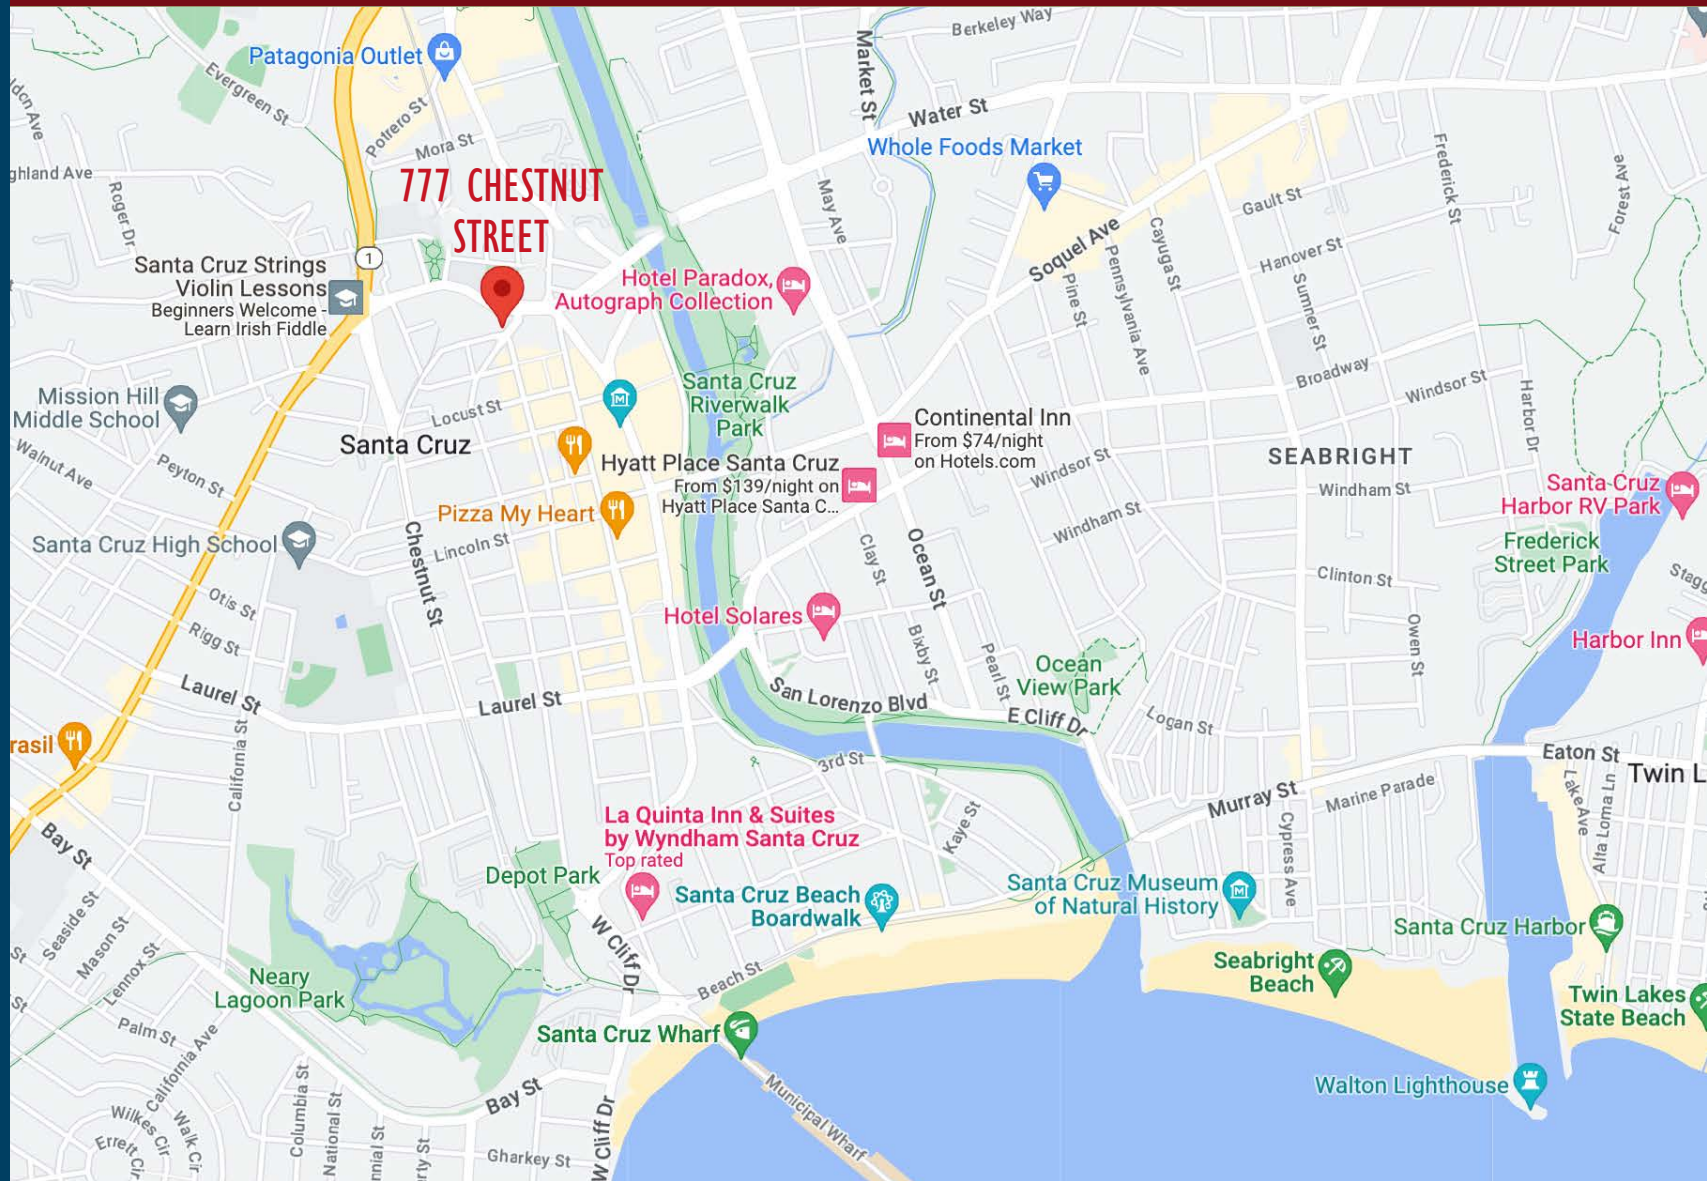 Berkeley Way
Patagonia Outlet
Market St
Evergreen St
Water St
Potrero St
Mora St
Whole Foods Market
777 CHESTNUT
STREET
Roger Dr
May Ave
Gault St
Frederick St
Forest Ave
1
Santa Cruz Strings
Violin Lessons
Beginners Welcome -
Learn Irish Fiddle
Hotel Paradox,
Autograph Collection
Soquel Ave
Cayuga St
Hanover St
Pine St
Pennsylvania Ave
Sumner St
Mission Hill
Middle School
Locust St
Santa Cruz
Riverwalk
Park
Broadway
Windsor St
Harbor Dr
Santa Cruz
Walnut Ave
Peyton St
Hyatt Place Santa Cruz
From $139/night on
Hyatt Place Santa C...
Continental Inn
From $74/night
on Hotels.com
Windsor St
SEABRIGHT
Windham St
Santa Cruz
Harbor RV Park
Pizza My Heart
Windham St
Santa Cruz High School
Lincoln St
Chestnut St
Clay St
Ocean St
Frederick
Street Park
Clinton St
Otis St
Rigg St
Hotel Solares
Bixby St
Pearl St
Owen St
Harbor Inn
Ocean
View Park
Laurel St
Laurel St
San Lorenzo Blvd
E Cliff Dr
Logan St
rasil
California St
3rd St
Eaton St
Twin L
Murray St
Marine Parade
Lake Ave
Alta Loma Ln
La Quinta Inn & Suites
by Wyndham Santa Cruz
Top rated
Kaye St
Cypress Ave
Bay St
Depot Park
Santa Cruz Beach
Boardwalk
Santa Cruz Museum
of Natural History
Seaside St
Mason St
Lennox St
W Cliff Dr
Santa Cruz Harbor
Neary
Lagoon Park
Beach St
Seabright
Beach
Twin Lakes
State Beach
Palm St
California Ave
Santa Cruz Wharf
Municipal Wharf
Walton Lighthouse
Bay St
Wilkes Cir
Walk Cir
Errett Cir
Columbia St
National St
Gharkey St
W Cliff Dr